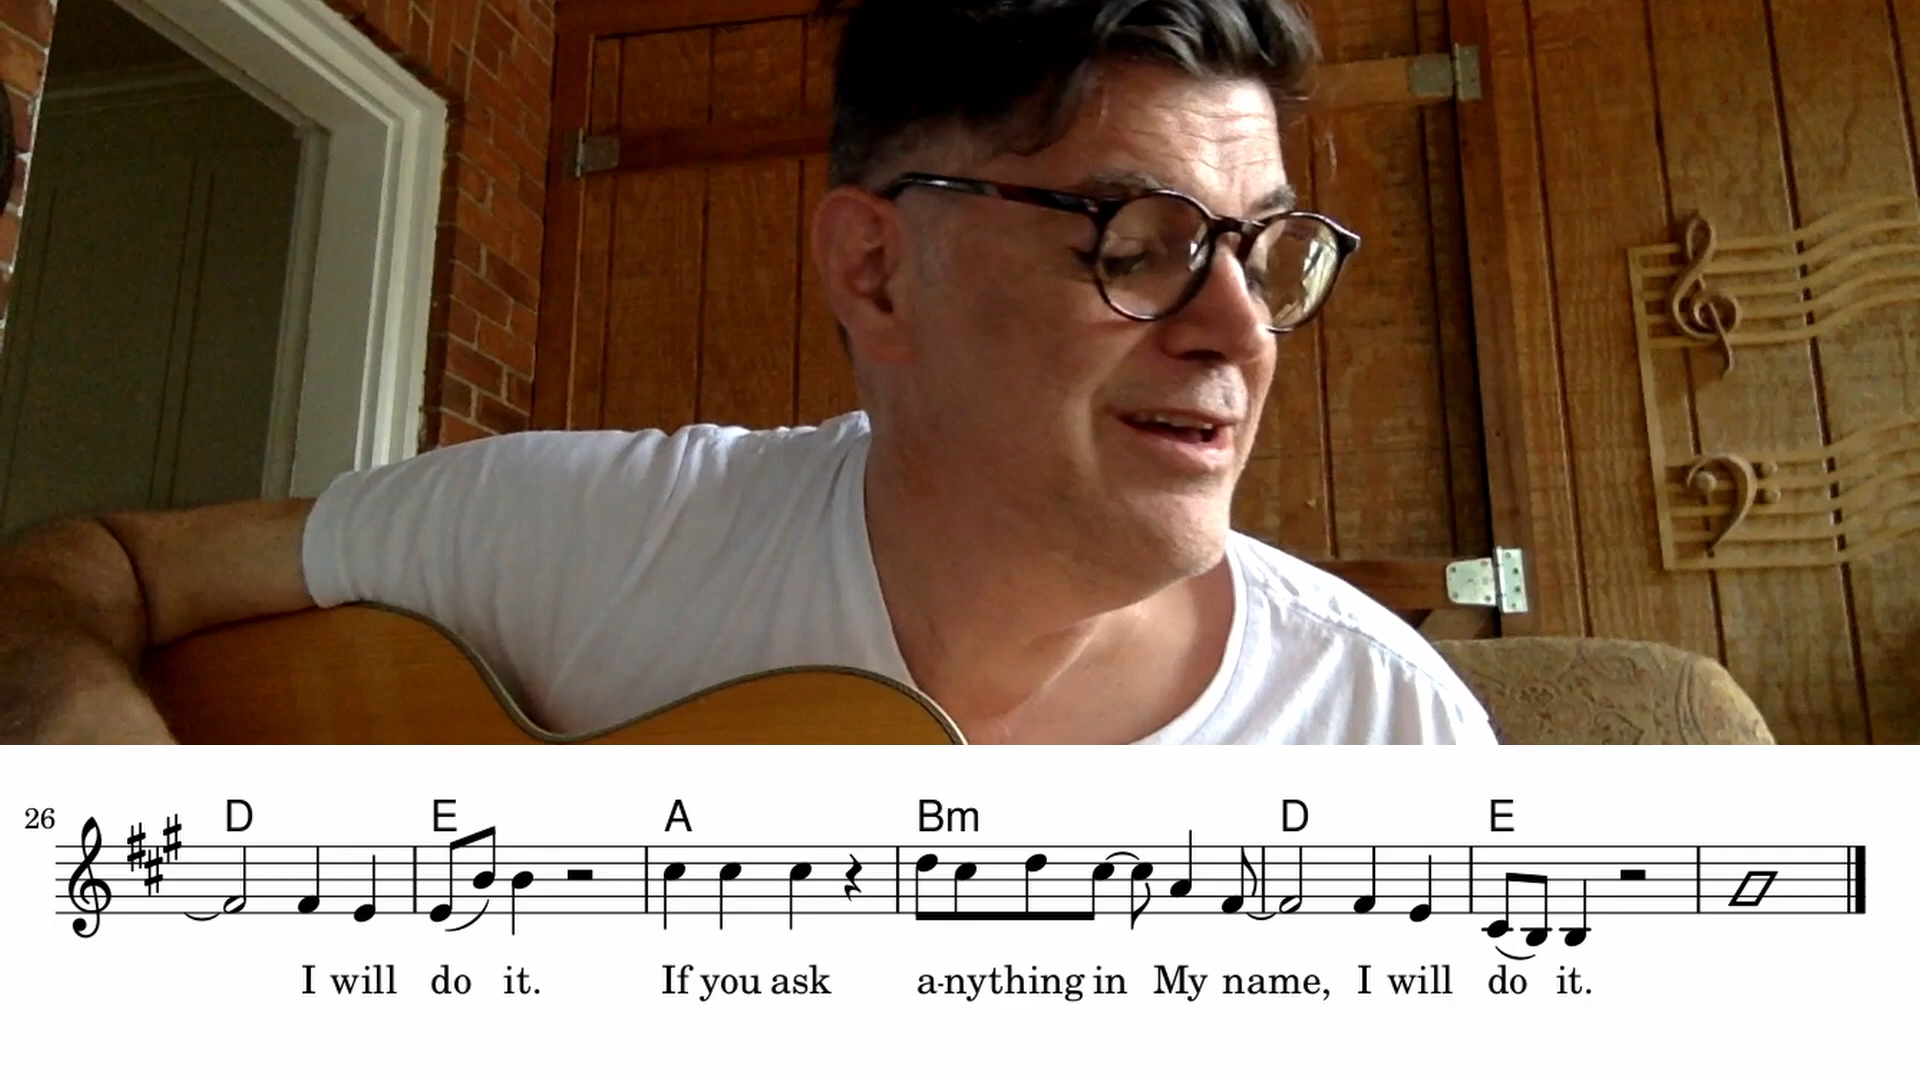 26 D E A Bm D E
I will do it. If you ask a-nything in My name, I will do it.